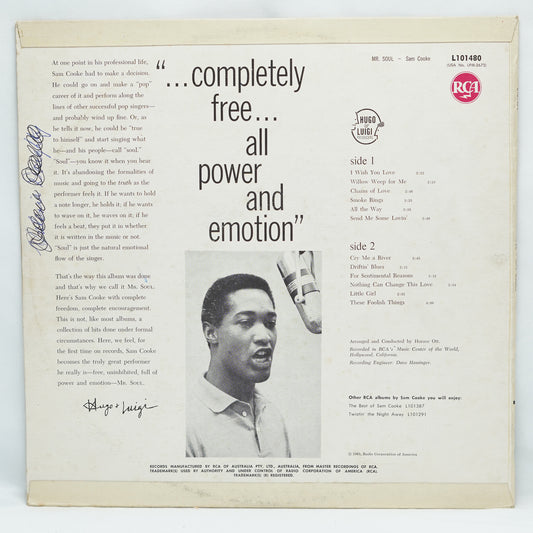 At one point in his professional life,
Sam Cooke had to make a decision.
He could go on and make a "pop"
career of it and perform along the
lines of other successful pop singers—
and probably wind up fine. Or, as
he tells it now, he could be "true
to himself" and start singing what
he—and his people—call "soul."
"Soul"—you know it when you hear
it. It's abandoning the formalities of
music and going to the truth as the
performer feels it. If he wants to hold
a note longer, he holds it; if he wants
to wave on it, he waves on it; if he
feels a beat, they put it in whether
it is written in the music or not.
"Soul" is just the natural emotional
flow of the singer.
That's the way this album was done
and that's why we call it Mr. Soul.
Here's Sam Cooke with complete
freedom, complete encouragement.
This is not, like most albums, a
collection of hits done under formal
circumstances. Here, we feel, for
the first time on records, Sam Cooke
becomes the truly great performer
he really is—free, uninhibited, full of
power and emotion—Mr. Soul.
Hugo + Luigi
"...completely
free...
all
power
and
emotion"
MR. SOUL – Sam Cooke
L101480
(USA No. LPM-2673)
RCA
HUGO
&
LUIGI
side 1
I Wish You Love
Willow Weep for Me
Chains of Love
Smoke Rings
All the Way
Send Me Some Lovin'
side 2
Cry Me a River
Driftin' Blues
For Sentimental Reasons
Nothing Can Change This Love
Little Girl
These Foolish Things
Arranged and Conducted by Horace Ott.
Recorded in RCA's Music Center of the World,
Hollywood, California.
Recording Engineer: Dave Hassinger.
Other RCA albums by Sam Cooke you will enjoy:
The Best of Sam Cooke L101387
Twistin' the Night Away L101291
Radio Corporation of America
RECORDS MANUFACTURED BY RCA OF AUSTRALIA PTY. LTD., AUSTRALIA, FROM MASTER RECORDINGS OF RCA.
TRADEMARK(S) USED BY AUTHORITY AND UNDER CONTROL OF RADIO CORPORATION OF AMERICA (RCA)
TRADEMARK(S) ® REGISTERED.